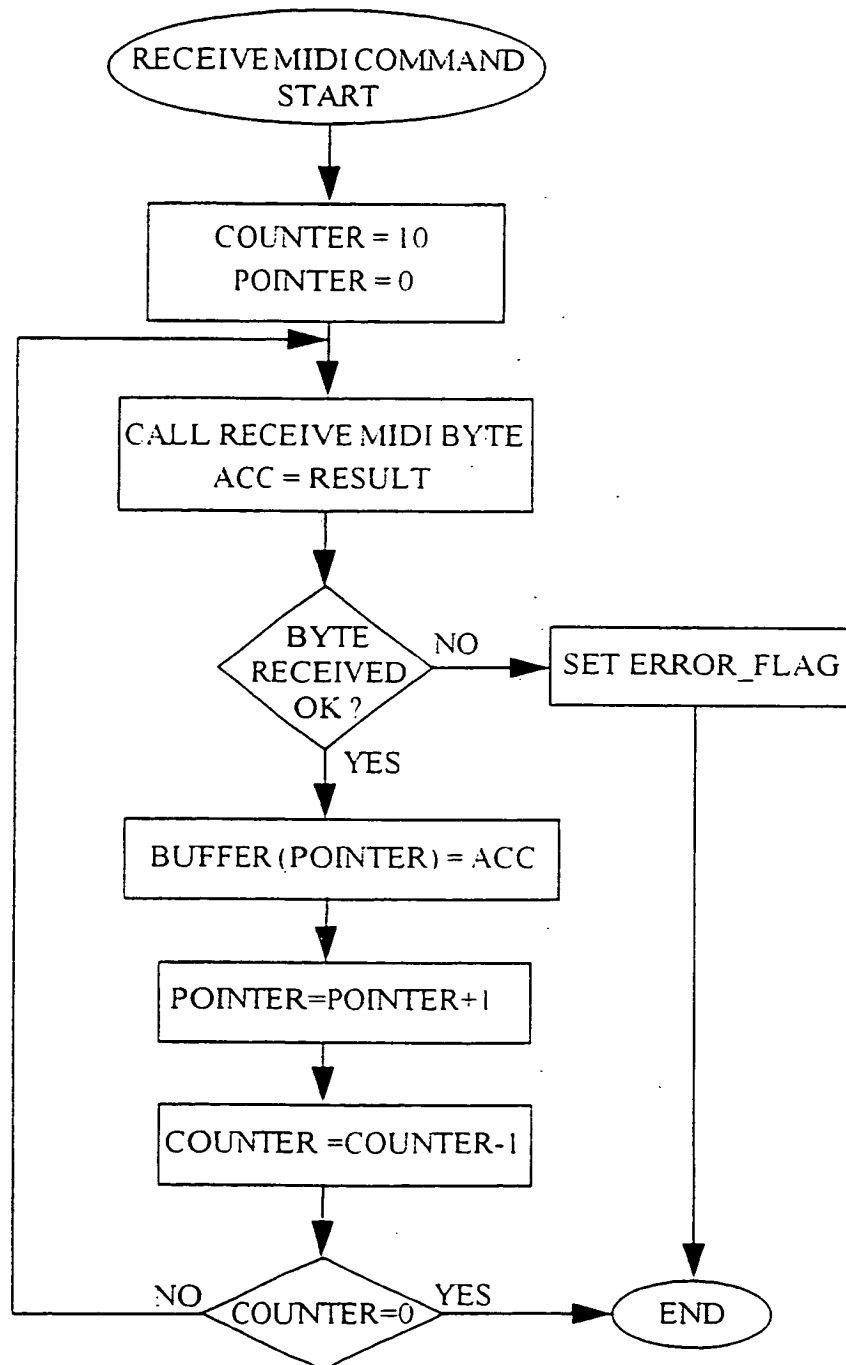 RECEIVE MIDI COMMAND
START
COUNTER = 10
POINTER = 0
CALL RECEIVE MIDI BYTE
ACC = RESULT
BYTE
RECEIVED
OK ?
NO
SET ERROR_FLAG
YES
BUFFER (POINTER) = ACC
POINTER=POINTER+1
COUNTER =COUNTER-1
NO
COUNTER=0
YES
END